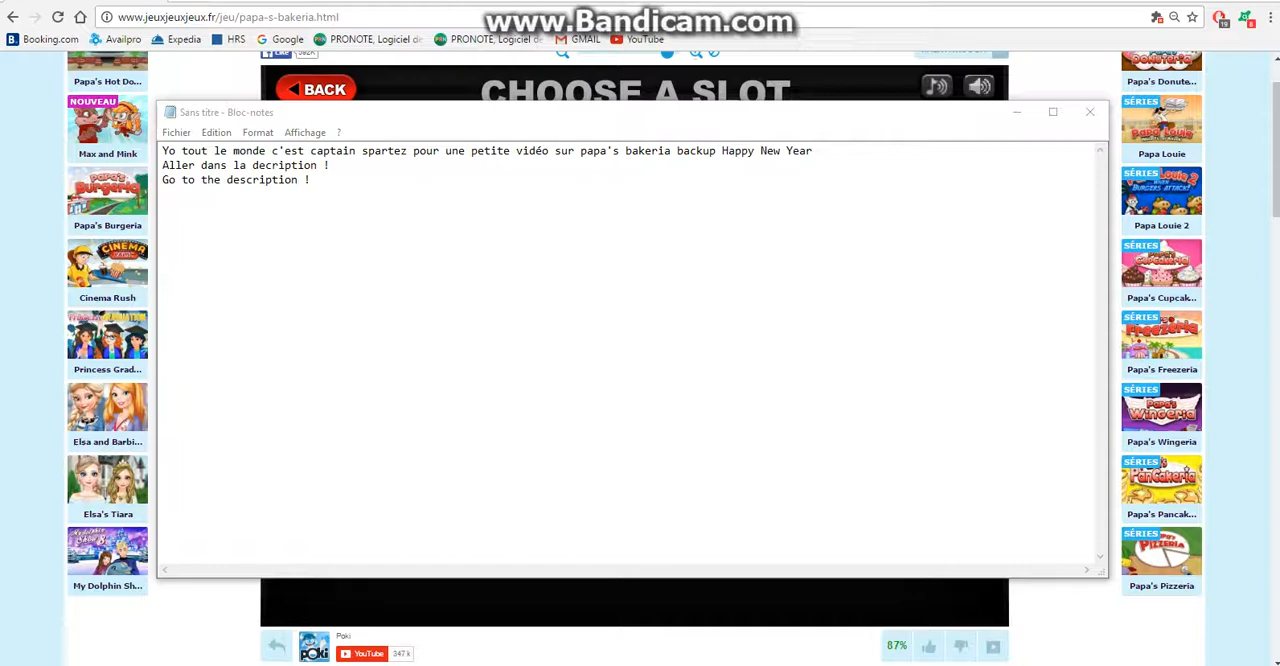 www.jeuxjeuxjeux.fr/jeu/papa-s-bakeria.html
www.Bandicam.com
19
8
Booking.com
Availpro
Expedia
HRS
Google
PRONOTE, Logiciel de
PRONOTE, Logiciel de
GMAIL
YouTube
Papa's Hot Do...
NOUVEAU
Max and Mink
Papa's Burgeria
Cinema Rush
Princess Grad...
Elsa and Barbi...
Elsa's Tiara
My Dolphin Sh...
BACK
CHOOSE A SLOT
Sans titre - Bloc-notes
Fichier Edition Format Affichage ?
Yo tout le monde c'est captain spartez pour une petite vidéo sur papa's bakeria backup Happy New Year
Aller dans la decription !
Go to the description !
Papa's Donute...
SÉRIES
Papa Louie
SÉRIES
Papa Louie 2
SÉRIES
Papa's Cupcak...
SÉRIES
Papa's Freezeria
SÉRIES
Papa's Wingeria
SÉRIES
Papa's Pancak...
SÉRIES
Papa's Pizzeria
poki
Poki
YouTube 347 k
87%